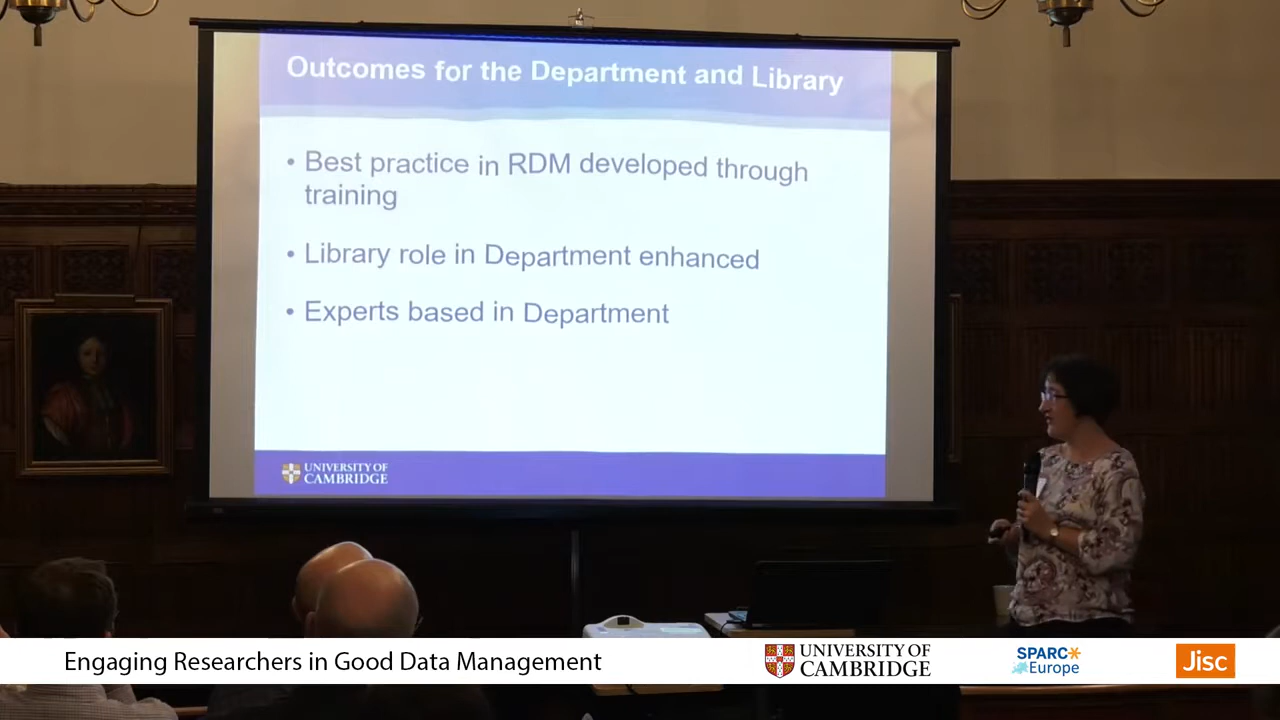 Outcomes for the Department and Library
• Best practice in RDM developed through
training
• Library role in Department enhanced
• Experts based in Department
UNIVERSITY OF
CAMBRIDGE
Engaging Researchers in Good Data Management
UNIVERSITY OF
CAMBRIDGE
SPARC
Europe
Jisc